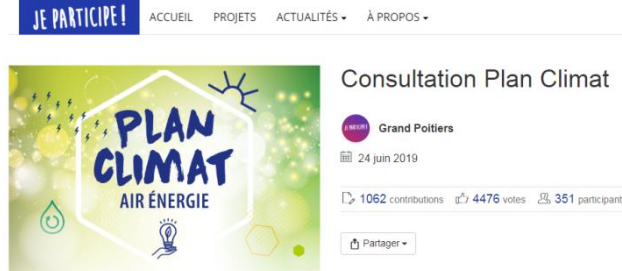 JE PARTICIPE !
ACCUEIL PROJETS ACTUALITÉS À PROPOS
PLAN
CLIMAT
AIR ÉNERGIE
Consultation Plan Climat
Grand Poitiers
24 juin 2019
1062 contributions 4476 votes 351 participant
Partager